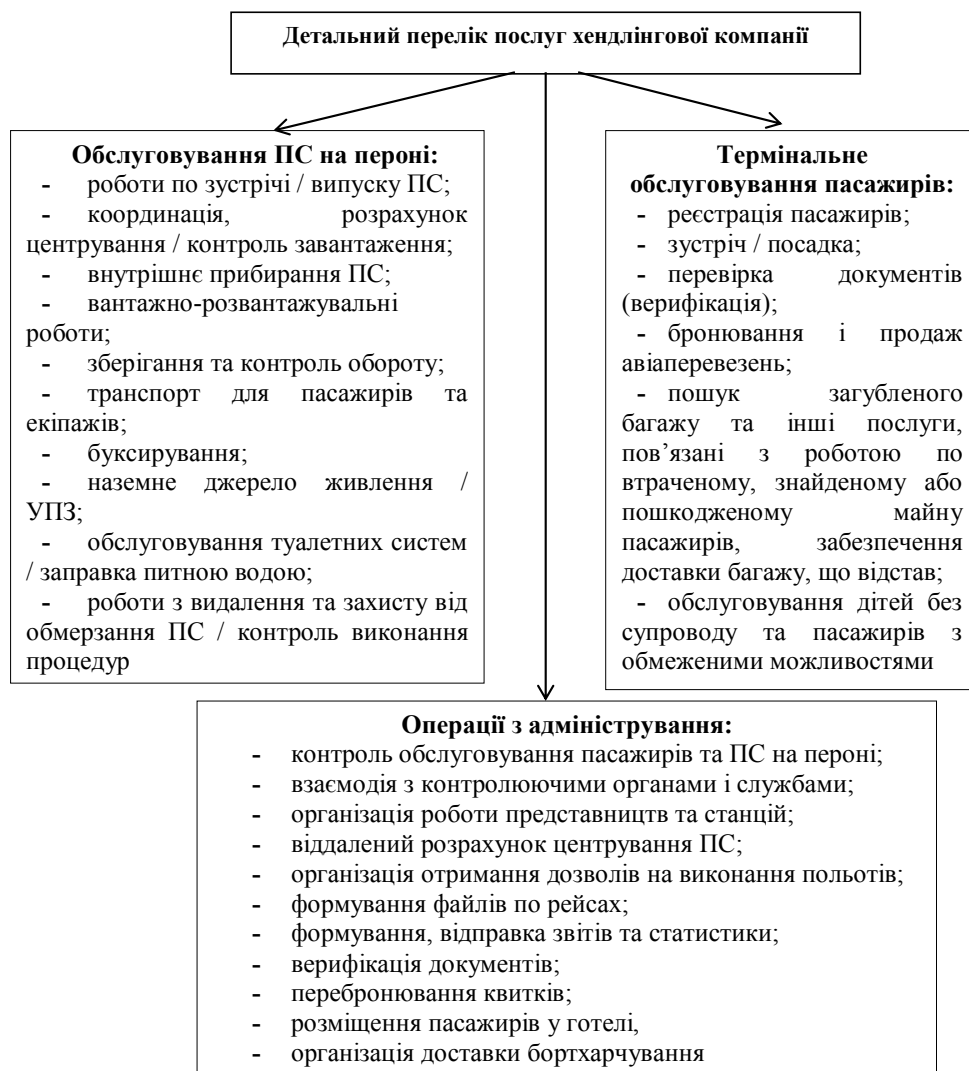 Детальний перелік послуг хендлінгової компанії
Обслуговування ПС на пероні:
- роботи по зустрічі / випуску ПС;
- координація, розрахунок
центрування / контроль завантаження;
- внутрішнє прибирання ПС;
- вантажно-розвантажувальні
роботи;
- зберігання та контроль обороту;
- транспорт для пасажирів та
екіпажів;
- буксирування;
- наземне джерело живлення /
УПЗ;
- обслуговування туалетних систем
/ заправка питною водою;
- роботи з видалення та захисту від
обмерзання ПС / контроль виконання
процедур
Термінальне
обслуговування пасажирів:
- реєстрація пасажирів;
- зустріч / посадка;
- перевірка документів
(верифікація);
- бронювання і продаж
авіаперевезень;
- пошук загубленого
багажу та інші послуги,
пов’язані з роботою по
втраченому, знайденому або
пошкодженому майну
пасажирів, забезпечення
доставки багажу, що відстав;
- обслуговування дітей без
супроводу та пасажирів з
обмеженими можливостями
Операції з адміністрування:
- контроль обслуговування пасажирів та ПС на пероні;
- взаємодія з контролюючими органами і службами;
- організація роботи представництв та станцій;
- віддалений розрахунок центрування ПС;
- організація отримання дозволів на виконання польотів;
- формування файлів по рейсах;
- формування, відправка звітів та статистики;
- верифікація документів;
- перебронювання квитків;
- розміщення пасажирів у готелі,
- організація доставки бортхарчування